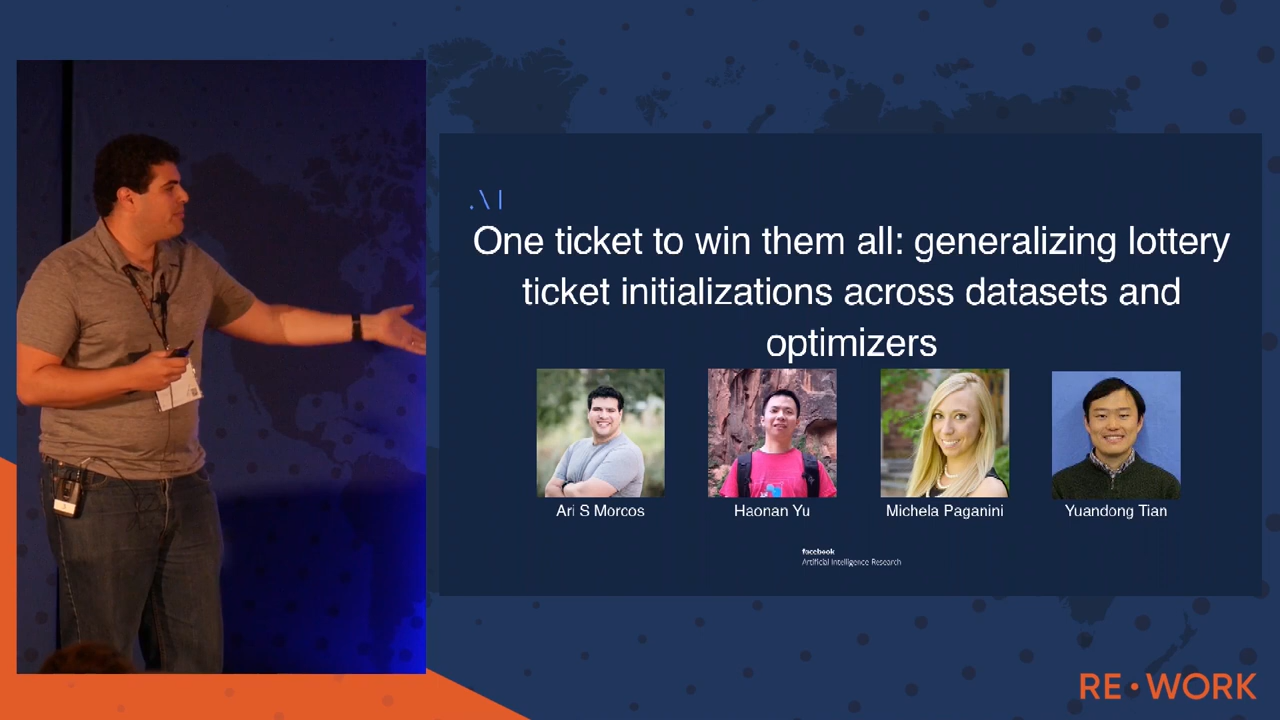 .\I
One ticket to win them all: generalizing lottery
ticket initializations across datasets and
optimizers
Ari S Morcos
Haonan Yu
Michela Paganini
Yuandong Tian
facebook
Artificial Intelligence Research
RE•WORK